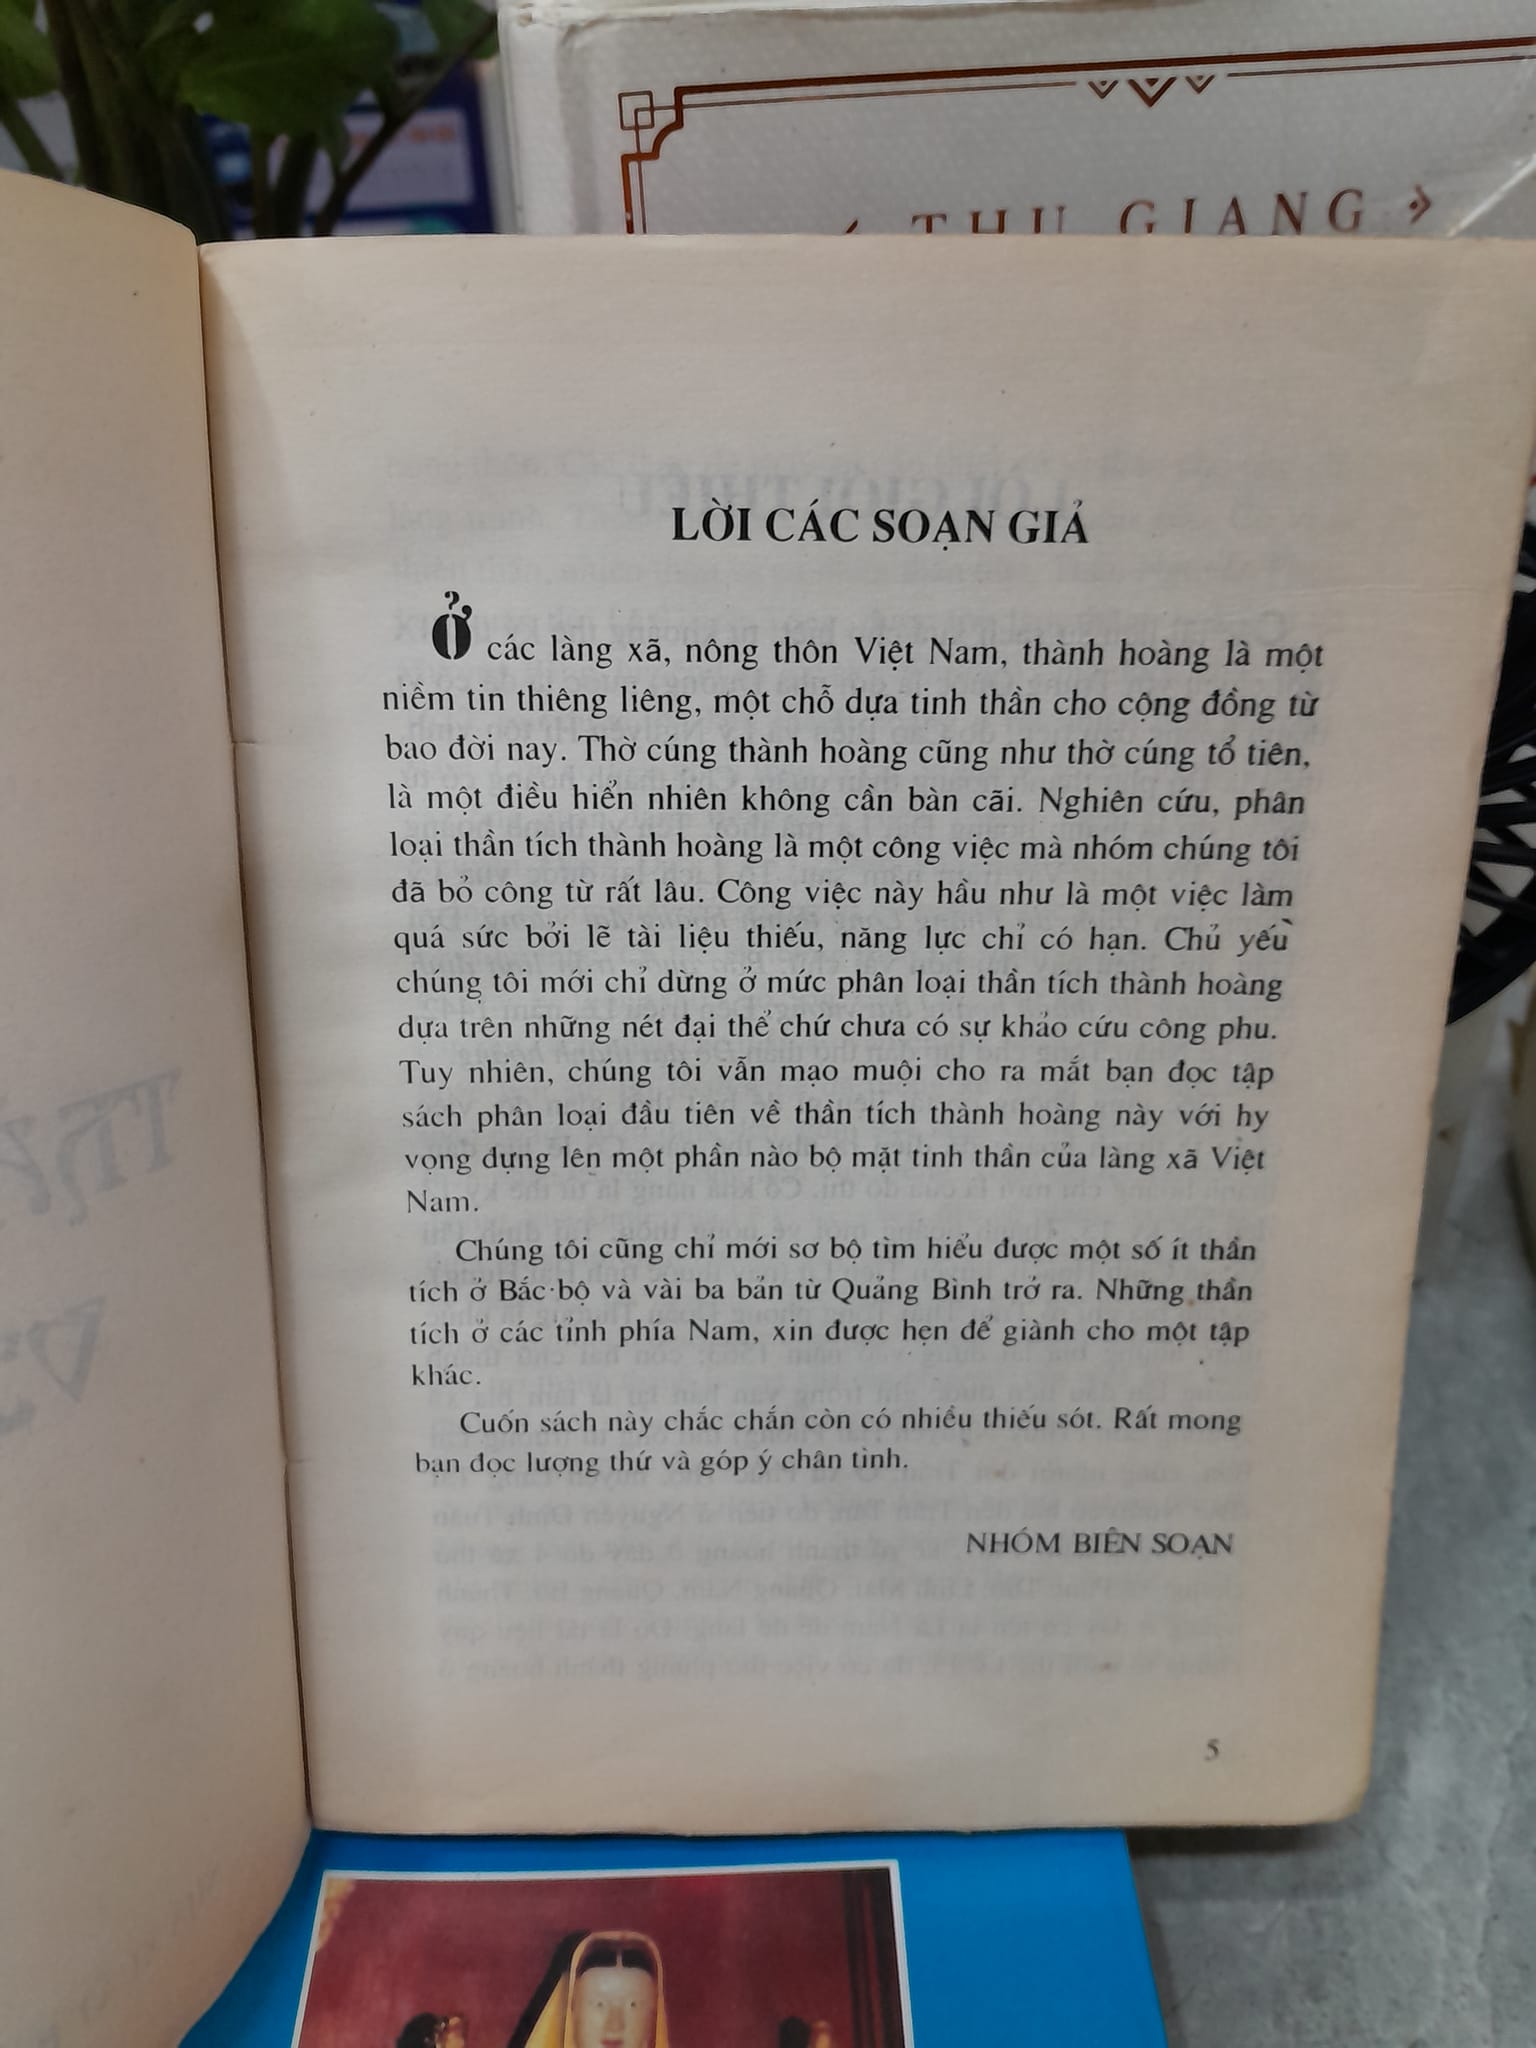 THU GIANG
LỜI CÁC SOẠN GIẢ
Ở các làng xã, nông thôn Việt Nam, thành hoàng là một
niềm tin thiêng liêng, một chỗ dựa tinh thần cho cộng đồng từ
bao đời nay. Thờ cúng thành hoàng cũng như thờ cúng tổ tiên,
là một điều hiển nhiên không cần bàn cãi. Nghiên cứu, phân
loại thần tích thành hoàng là một công việc mà nhóm chúng tôi
đã bỏ công từ rất lâu. Công việc này hầu như là một việc làm
quá sức bởi lẽ tài liệu thiếu, năng lực chỉ có hạn. Chủ yếu
chúng tôi mới chỉ dừng ở mức phân loại thần tích thành hoàng
dựa trên những nét đại thể chứ chưa có sự khảo cứu công phu.
Tuy nhiên, chúng tôi vẫn mạo muội cho ra mắt bạn đọc tập
sách phân loại đầu tiên về thần tích thành hoàng này với hy
vọng dựng lên một phần nào bộ mặt tinh thần của làng xã Việt
Nam.
Chúng tôi cũng chỉ mới sơ bộ tìm hiểu được một số ít thần
tích ở Bắc bộ và vài ba bản từ Quảng Bình trở ra. Những thần
tích ở các tỉnh phía Nam, xin được hẹn để giành cho một tập
khác.
Cuốn sách này chắc chắn còn có nhiều thiếu sót. Rất mong
bạn đọc lượng thứ và góp ý chân tình.
NHÓM BIÊN SOẠN
5